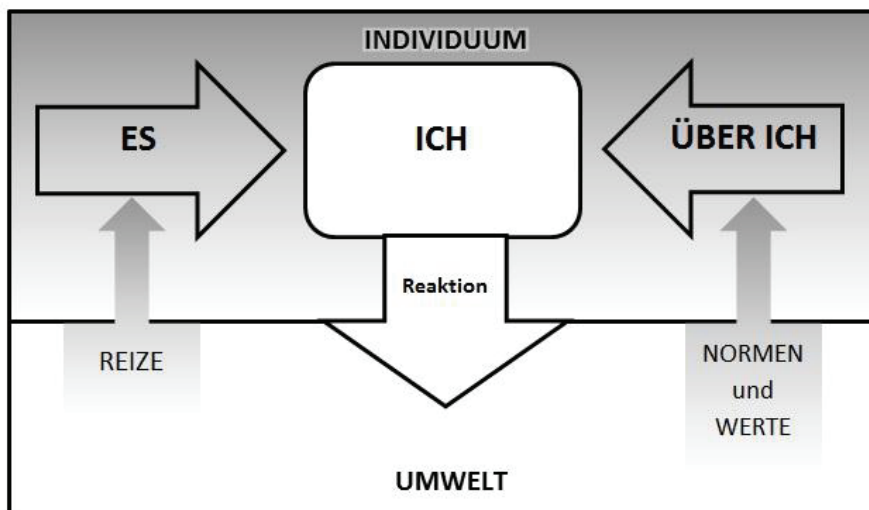 INDIVIDUUM
ES
ICH
ÜBER ICH
Reaktion
REIZE
NORMEN
und
WERTE
UMWELT